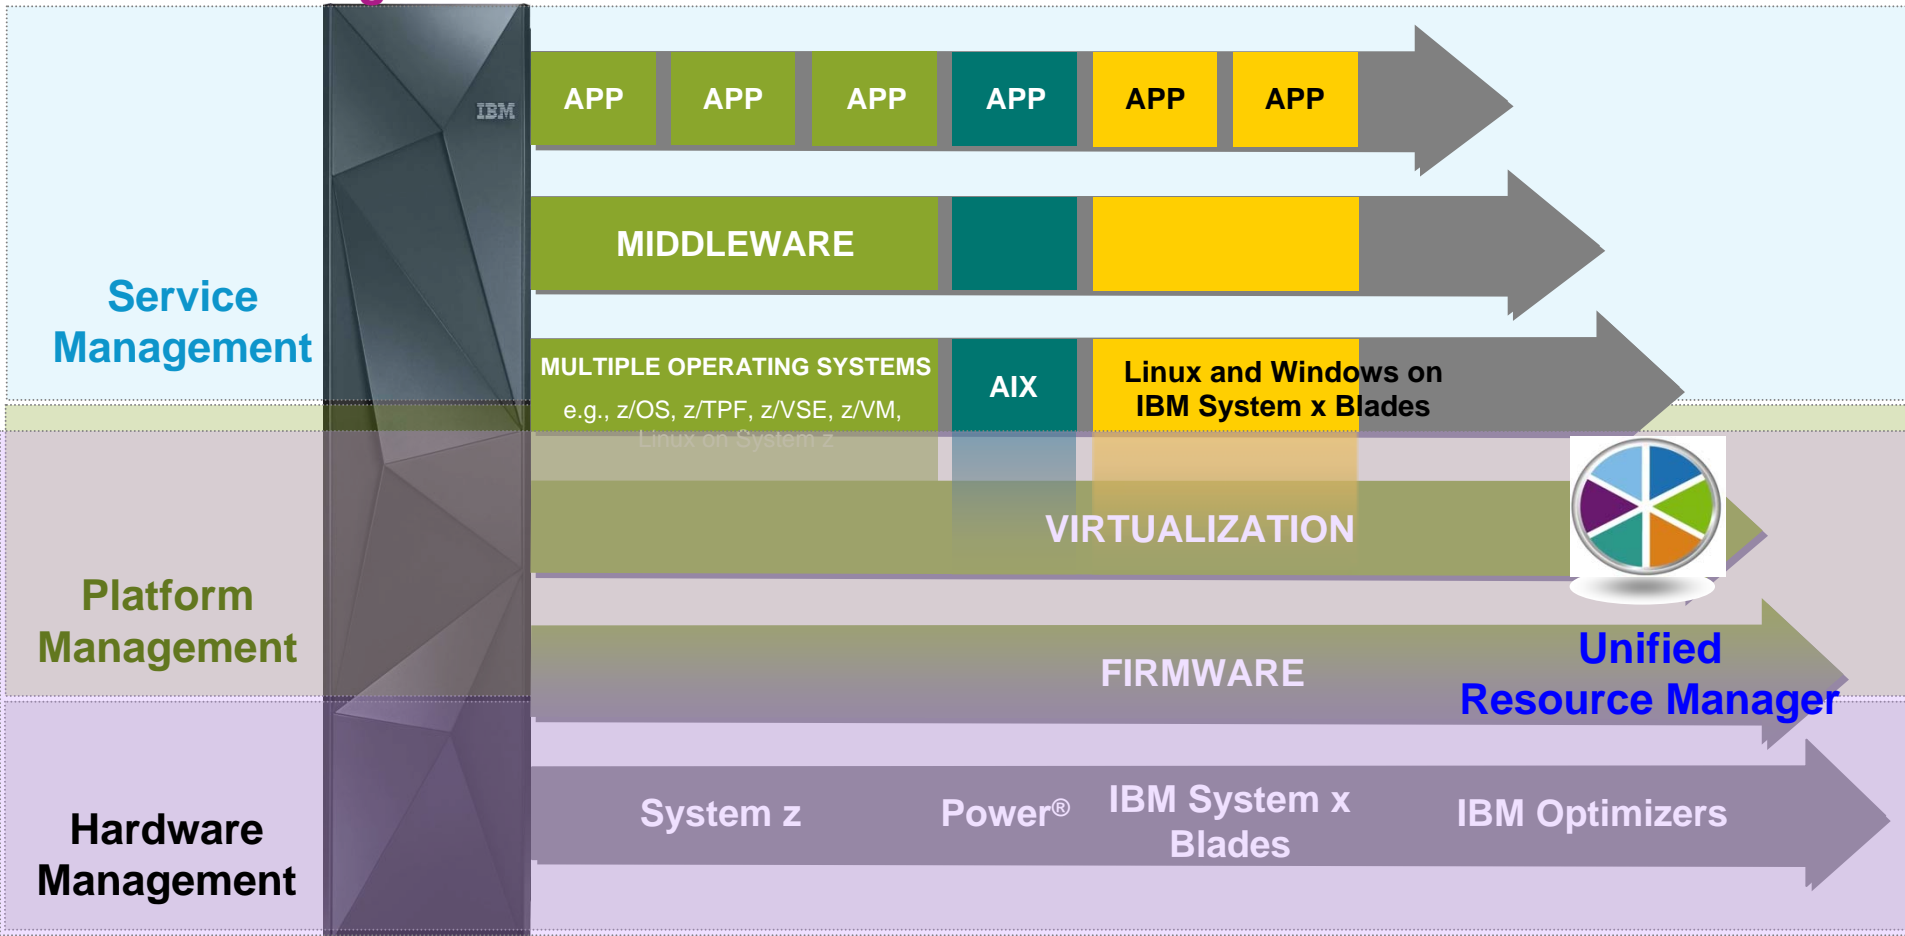 IBM
APP APP APP APP APP APP
MIDDLEWARE
Service
Management
MULTIPLE OPERATING SYSTEMS
e.g., z/OS, z/TPF, z/VSE, z/VM,
Linux on System z
AIX
Linux and Windows on
IBM System x Blades
VIRTUALIZATION
Platform
Management
FIRMWARE
Unified
Resource Manager
Hardware
Management
System z
Power®
IBM System x
Blades
IBM Optimizers